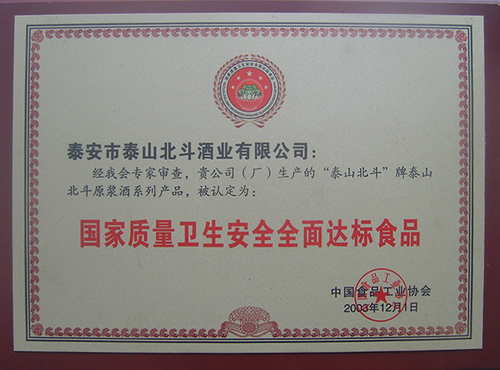 泰安市泰山北斗酒业有限公司：
经我会专家审查，贵公司（厂）生产的“泰山北斗”牌泰山
北斗原浆酒系列产品，被认定为：
国家质量卫生安全全面达标食品
中国食品工业协会
2003年12月1日